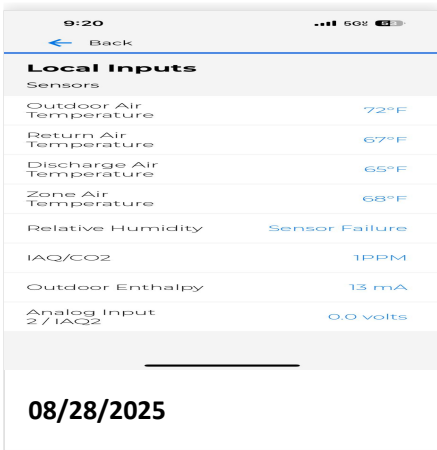 9:20
5G 63
← Back
Local Inputs
Sensors
Outdoor Air
Temperature
72°F
Return Air
Temperature
67°F
Discharge Air
Temperature
65°F
Zone Air
Temperature
68°F
Relative Humidity
Sensor Failure
IAQ/CO2
1PPM
Outdoor Enthalpy
13 mA
Analog Input
2 / IAQ2
0.0 volts
08/28/2025